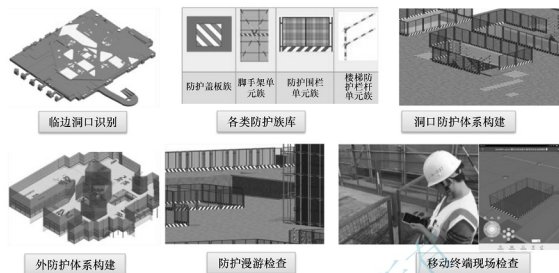 防护盖板族
脚手架单
元族
防护围栏
单元族
楼梯防
护栏杆
单元族
临边洞口识别
各类防护族库
洞口防护体系构建
外防护体系构建
防护漫游检查
移动终端现场检查